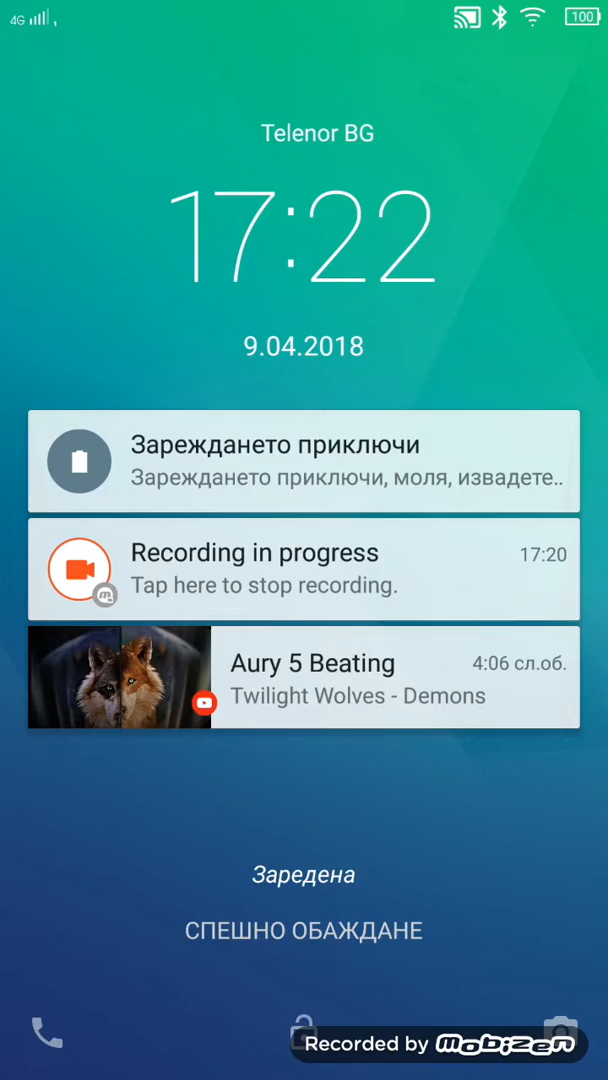 4G
100
Telenor BG
17:22
9.04.2018
Зареждането приключи
Зареждането приключи, моля, извадете..
Recording in progress 17:20
Tap here to stop recording.
Aury 5 Beating 4:06 сл.об.
Twilight Wolves - Demons
Заредена
СПЕШНО ОБАЖДАНЕ
Recorded by mobizen